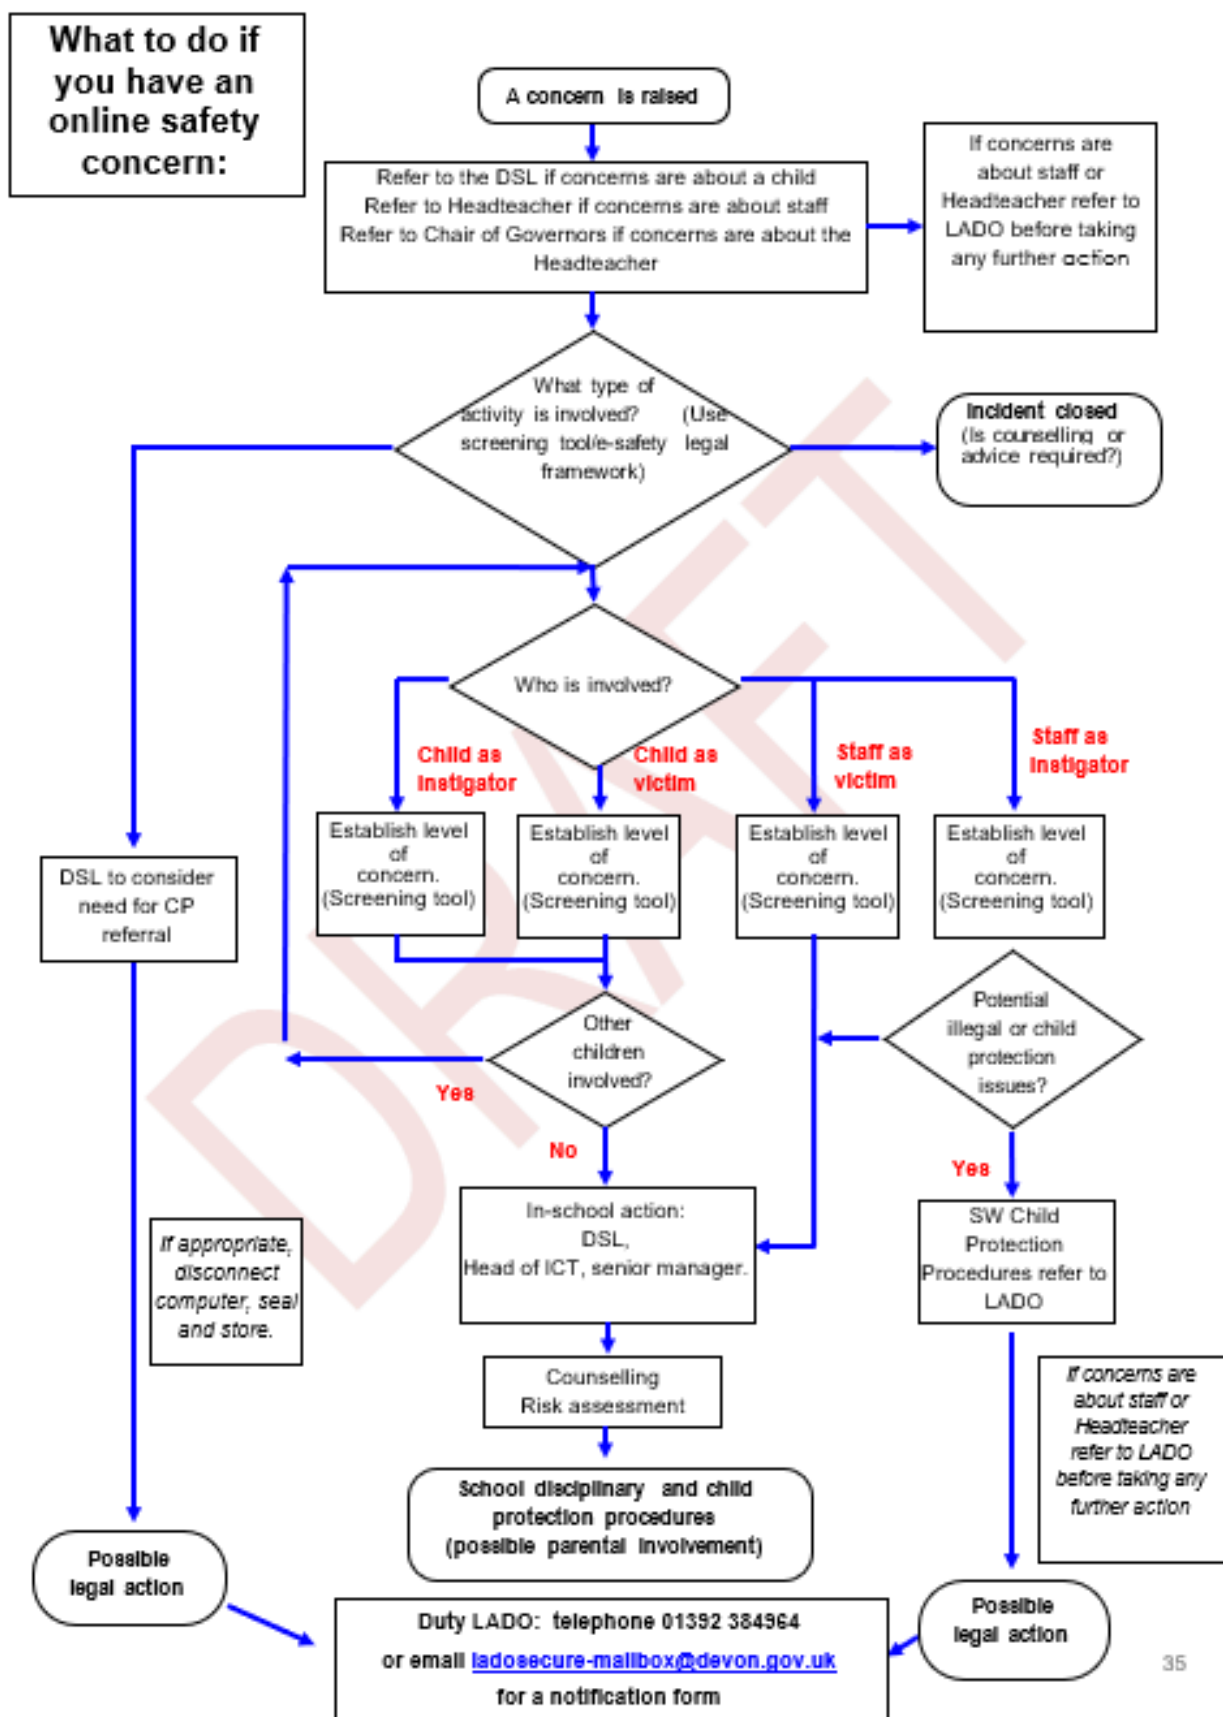 What to do if
you have an
online safety
concern:
A concern is raised
Refer to the DSL if concerns are about a child
Refer to Headteacher if concerns are about staff
Refer to Chair of Governors if concerns are about the
Headteacher
If concerns are
about staff or
Headteacher refer to
LADO before taking
any further action
What type of
activity is involved? (Use
screening tool/e-safety legal
framework)
Incident closed
(Is counselling or
advice required?)
Who is involved?
Child as
instigator
Child as
victim
Staff as
victim
Staff as
instigator
Establish level
of
concern.
(Screening tool)
Establish level
of
concern.
(Screening tool)
Establish level
of
concern.
(Screening tool)
Establish level
of
concern.
(Screening tool)
DSL to consider
need for CP
referral
Other
children
involved?
Potential
illegal or child
protection
issues?
Yes
No
Yes
In-school action:
DSL,
Head of ICT, senior manager.
SW Child
Protection
Procedures refer to
LADO
If appropriate,
disconnect
computer, seal
and store.
Counselling
Risk assessment
If concerns are
about staff or
Headteacher
refer to LADO
before taking any
further action
School disciplinary and child
protection procedures
(possible parental involvement)
Possible
legal action
Possible
legal action
Duty LADO: telephone 01392 384964
or email ladosecure-mailbox@devon.gov.uk
for a notification form
35
DRAFT